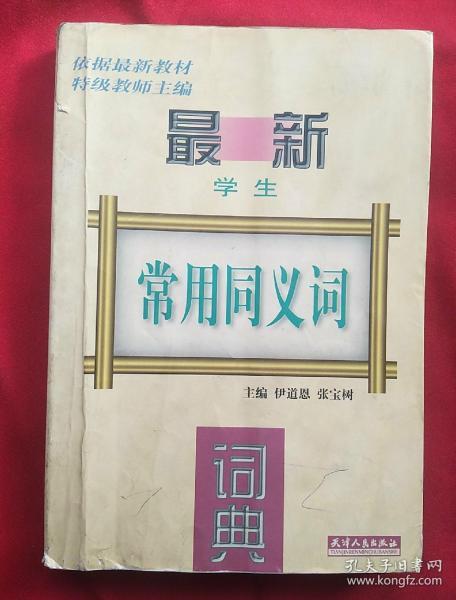 依据最新教材
特级教师主编
最新
学生
常用同义词
主编 伊道恩 张宝树
词典
天津人民出版社
TIANJINRENMINCHUBANSHE
孔夫子旧书网
www.kongfz.com